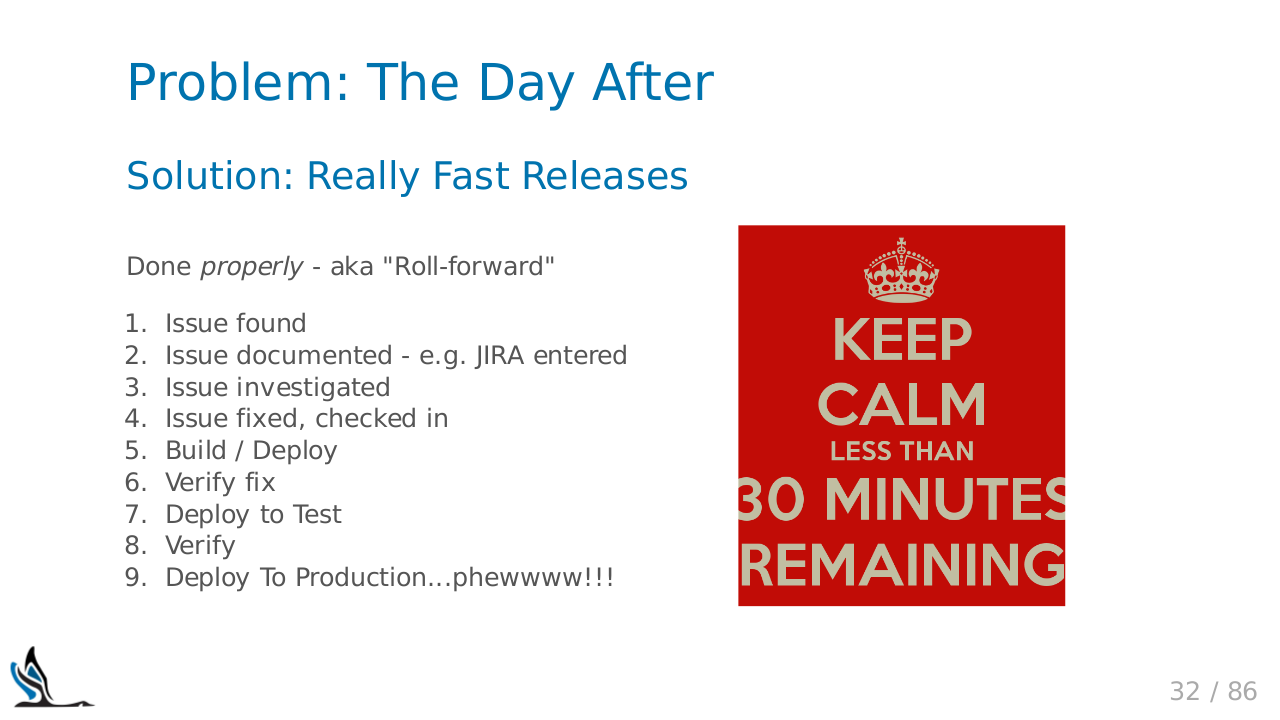 Problem: The Day After
Solution: Really Fast Releases
Done properly - aka "Roll-forward"
1. Issue found
2. Issue documented - e.g. JIRA entered
3. Issue investigated
4. Issue fixed, checked in
5. Build / Deploy
6. Verify fix
7. Deploy to Test
8. Verify
9. Deploy To Production...phewwww!!!
KEEP
CALM
LESS THAN
30 MINUTES
REMAINING
32 / 86